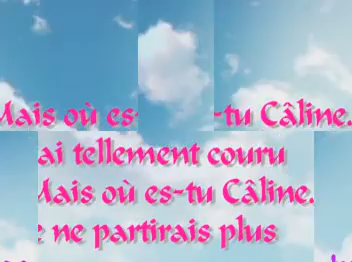 Mais où es- -tu Câline.
ai tellement couru
Mais où es-tu Câline.
e ne partirais plus